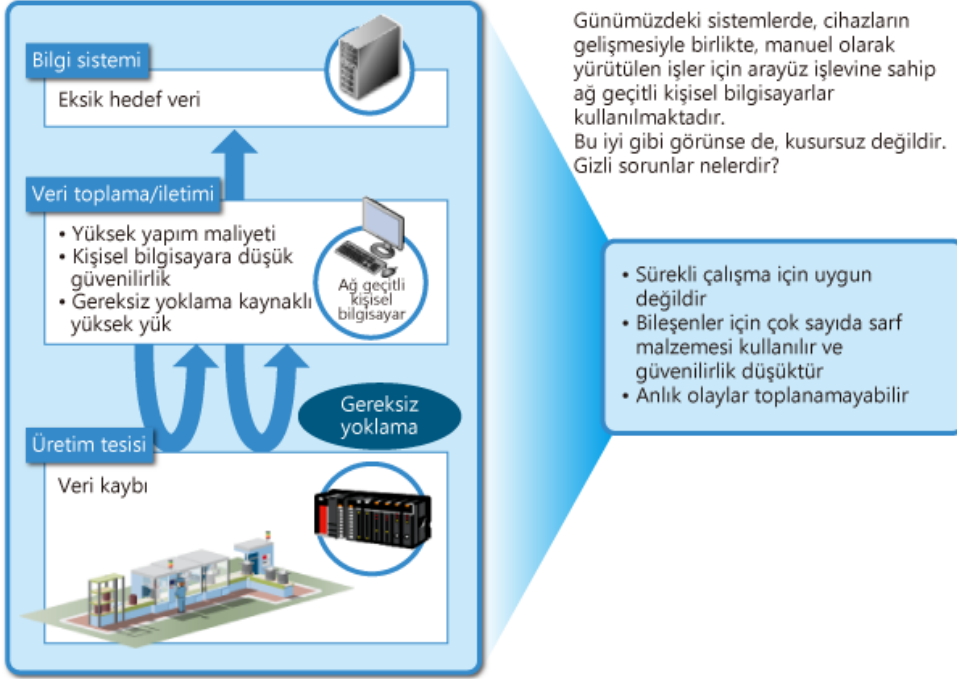 Bilgi sistemi
Eksik hedef veri
Veri toplama/iletimi
• Yüksek yapım maliyeti
• Kişisel bilgisayara düşük
güvenilirlik
• Gereksiz yoklama kaynaklı
yüksek yük
Ağ geçitli
kişisel
bilgisayar
Gereksiz
yoklama
Üretim tesisi
Veri kaybı
Günümüzdeki sistemlerde, cihazların
gelişmesiyle birlikte, manuel olarak
yürütülen işler için arayüz işlevine sahip
ağ geçitli kişisel bilgisayarlar
kullanılmaktadır.
Bu iyi gibi görünse de, kusursuz değildir.
Gizli sorunlar nelerdir?
• Sürekli çalışma için uygun
değildir
• Bileşenler için çok sayıda sarf
malzemesi kullanılır ve
güvenilirlik düşüktür
• Anlık olaylar toplanamayabilir